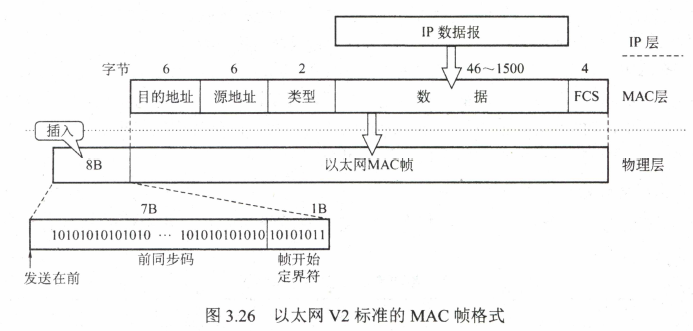 IP 数据报
IP 层
字节 6 6 2 46～1500 4
目的地址 源地址 类型 数 据 FCS MAC层
插入
8B 以太网MAC帧 物理层
7B 1B
10101010101010 … 101010101010 10101011
前同步码 帧开始
定界符
发送在前
图 3.26 以太网 V2 标准的 MAC 帧格式